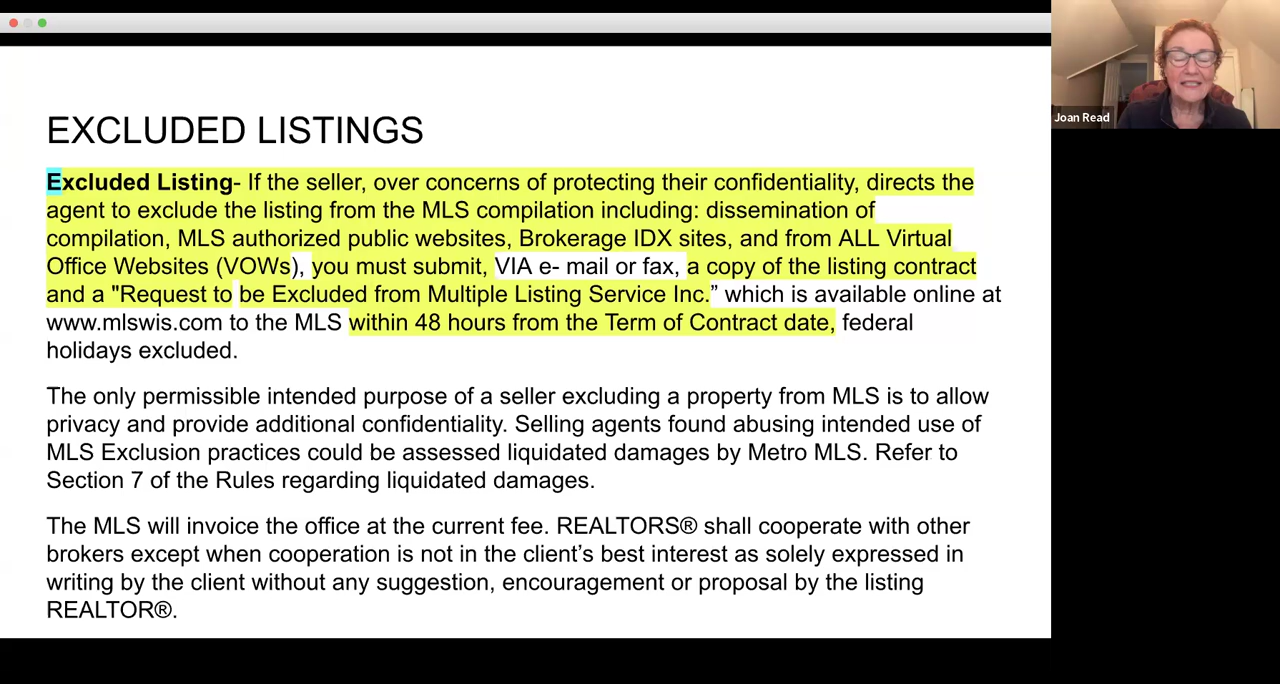 EXCLUDED LISTINGS
Excluded Listing- If the seller, over concerns of protecting their confidentiality, directs the
agent to exclude the listing from the MLS compilation including: dissemination of
compilation, MLS authorized public websites, Brokerage IDX sites, and from ALL Virtual
Office Websites (VOWs), you must submit, VIA e- mail or fax, a copy of the listing contract
and a "Request to be Excluded from Multiple Listing Service Inc.” which is available online at
www.mlswis.com to the MLS within 48 hours from the Term of Contract date, federal
holidays excluded.
The only permissible intended purpose of a seller excluding a property from MLS is to allow
privacy and provide additional confidentiality. Selling agents found abusing intended use of
MLS Exclusion practices could be assessed liquidated damages by Metro MLS. Refer to
Section 7 of the Rules regarding liquidated damages.
The MLS will invoice the office at the current fee. REALTORS® shall cooperate with other
brokers except when cooperation is not in the client’s best interest as solely expressed in
writing by the client without any suggestion, encouragement or proposal by the listing
REALTOR®.
Joan Read